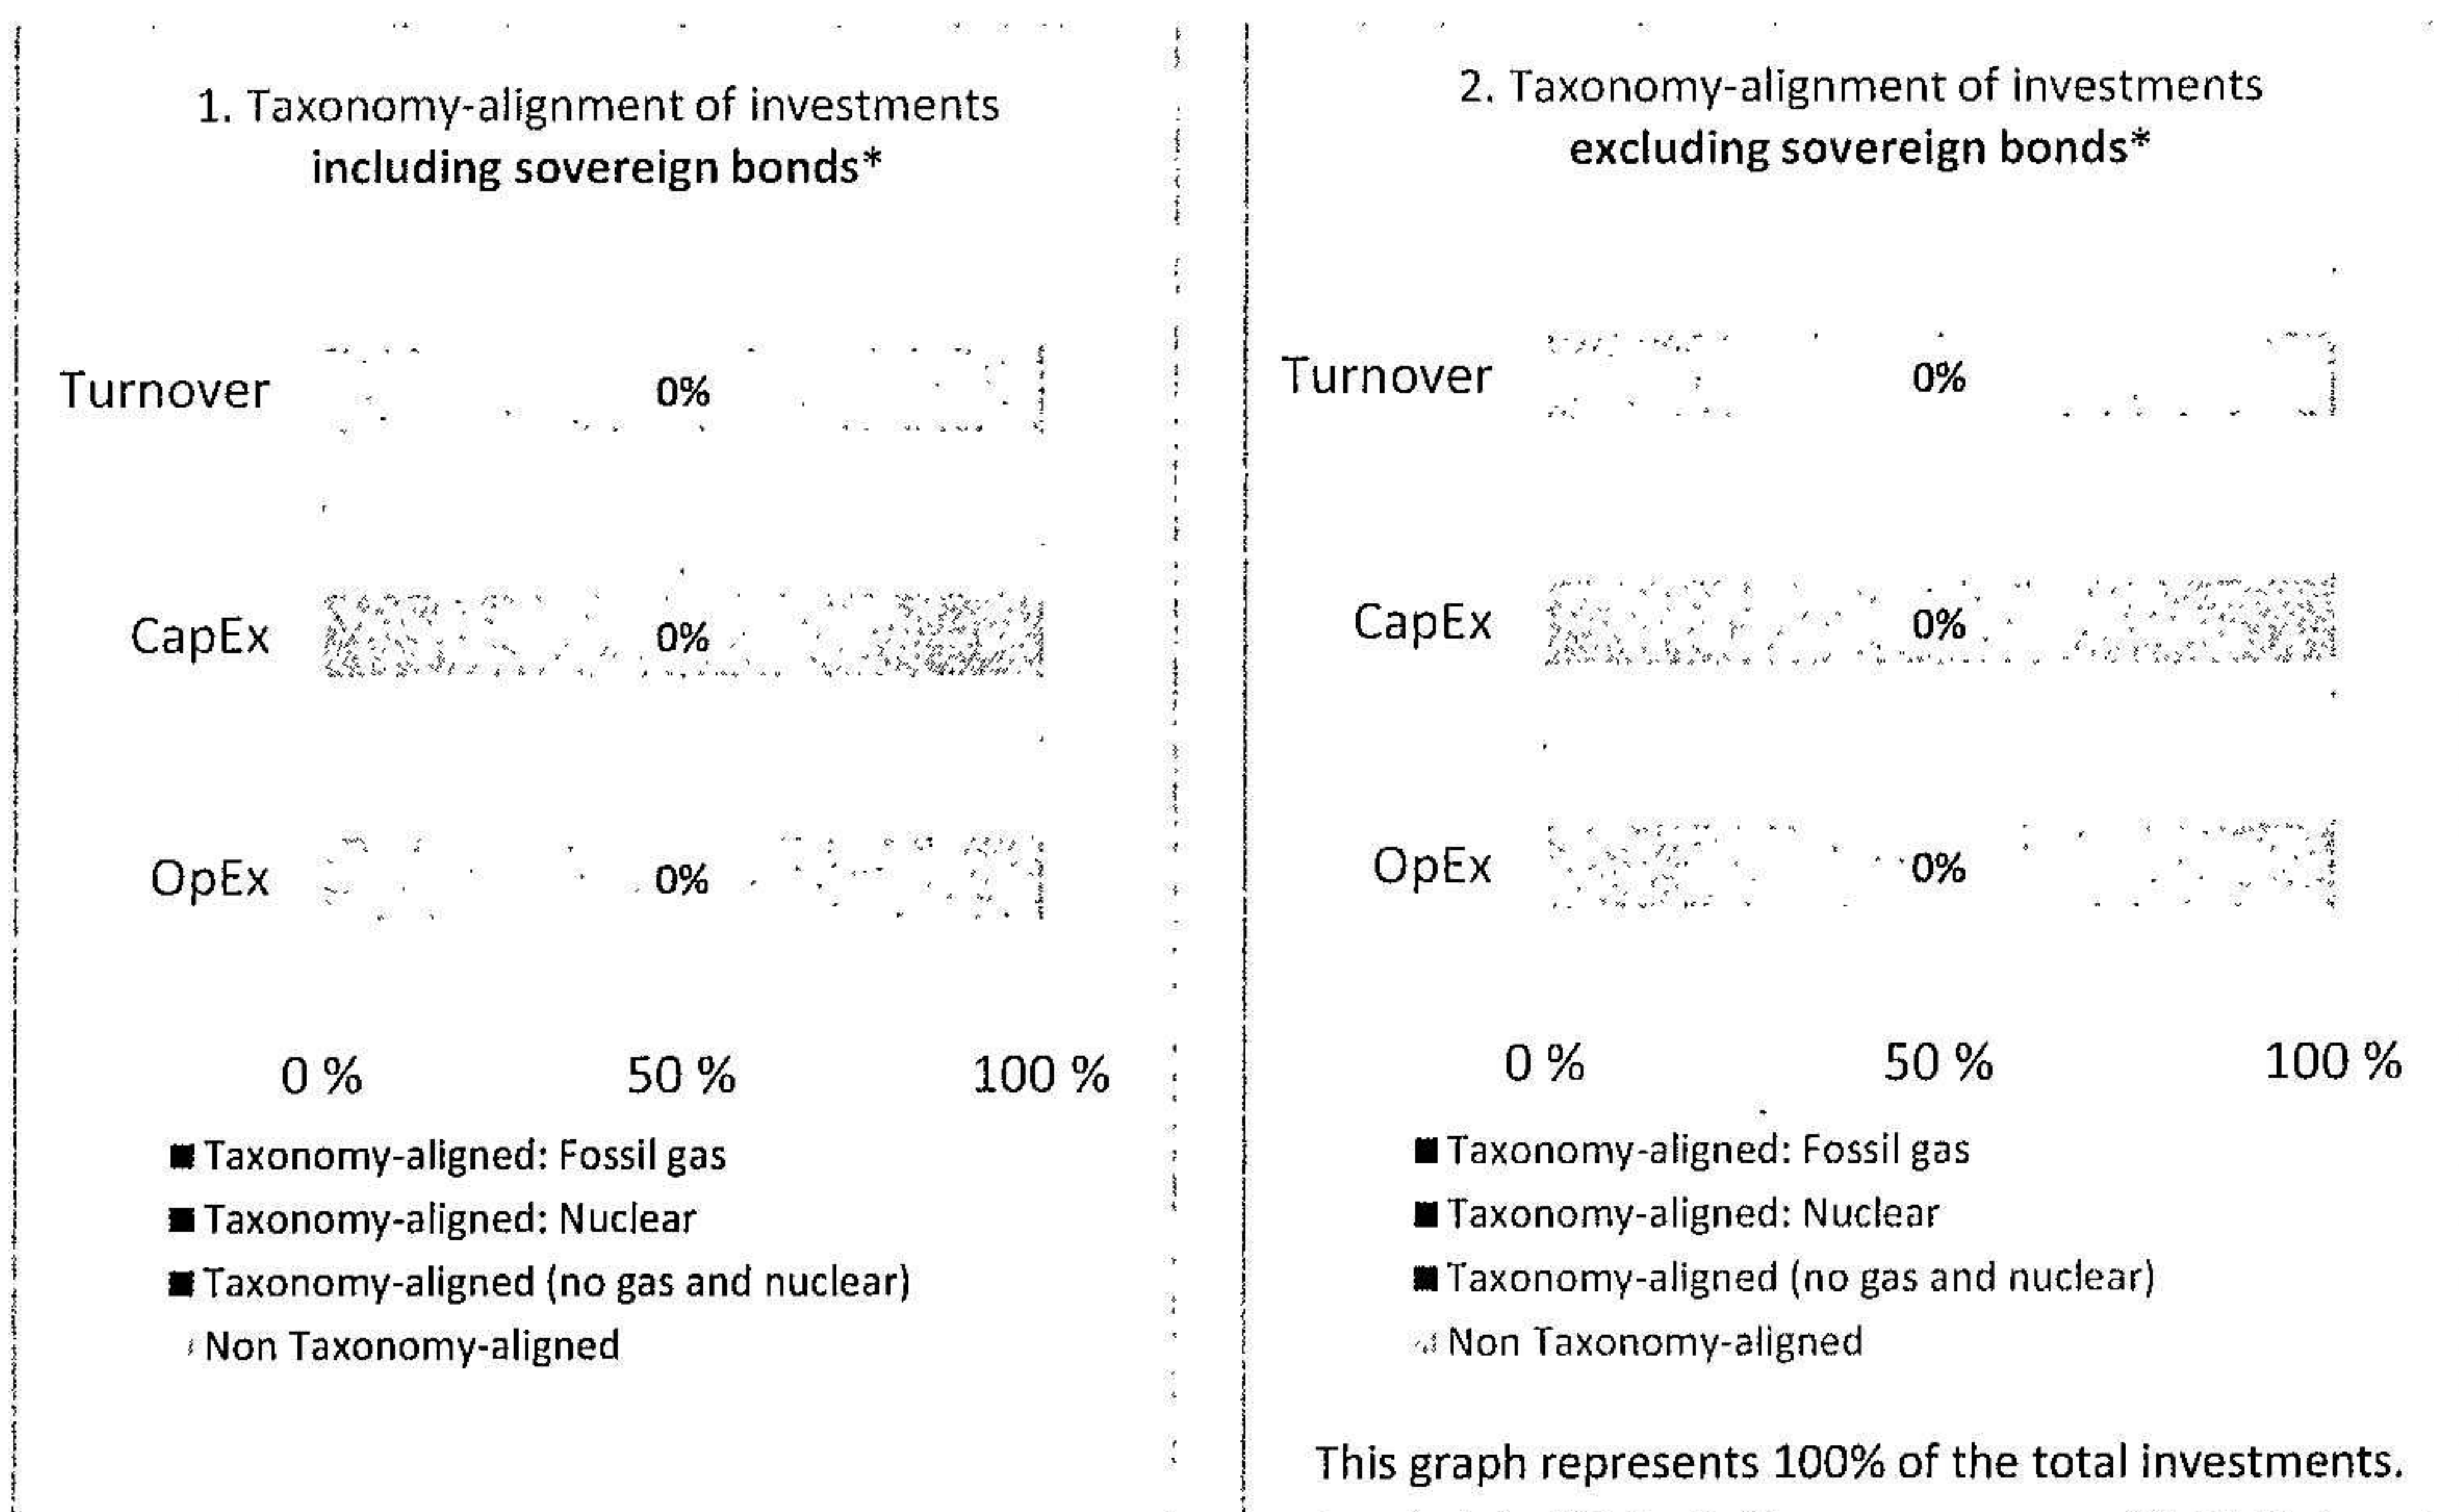 1. Taxonomy-alignment of investments
including sovereign bonds*
Turnover 0%
CapEx 0%
OpEx 0%
0 % 50 % 100 %
Taxonomy-aligned: Fossil gas
Taxonomy-aligned: Nuclear
Taxonomy-aligned (no gas and nuclear)
Non Taxonomy-aligned
2. Taxonomy-alignment of investments
excluding sovereign bonds*
Turnover 0%
CapEx 0%
OpEx 0%
0 % 50 % 100 %
Taxonomy-aligned: Fossil gas
Taxonomy-aligned: Nuclear
Taxonomy-aligned (no gas and nuclear)
Non Taxonomy-aligned
This graph represents 100% of the total investments.